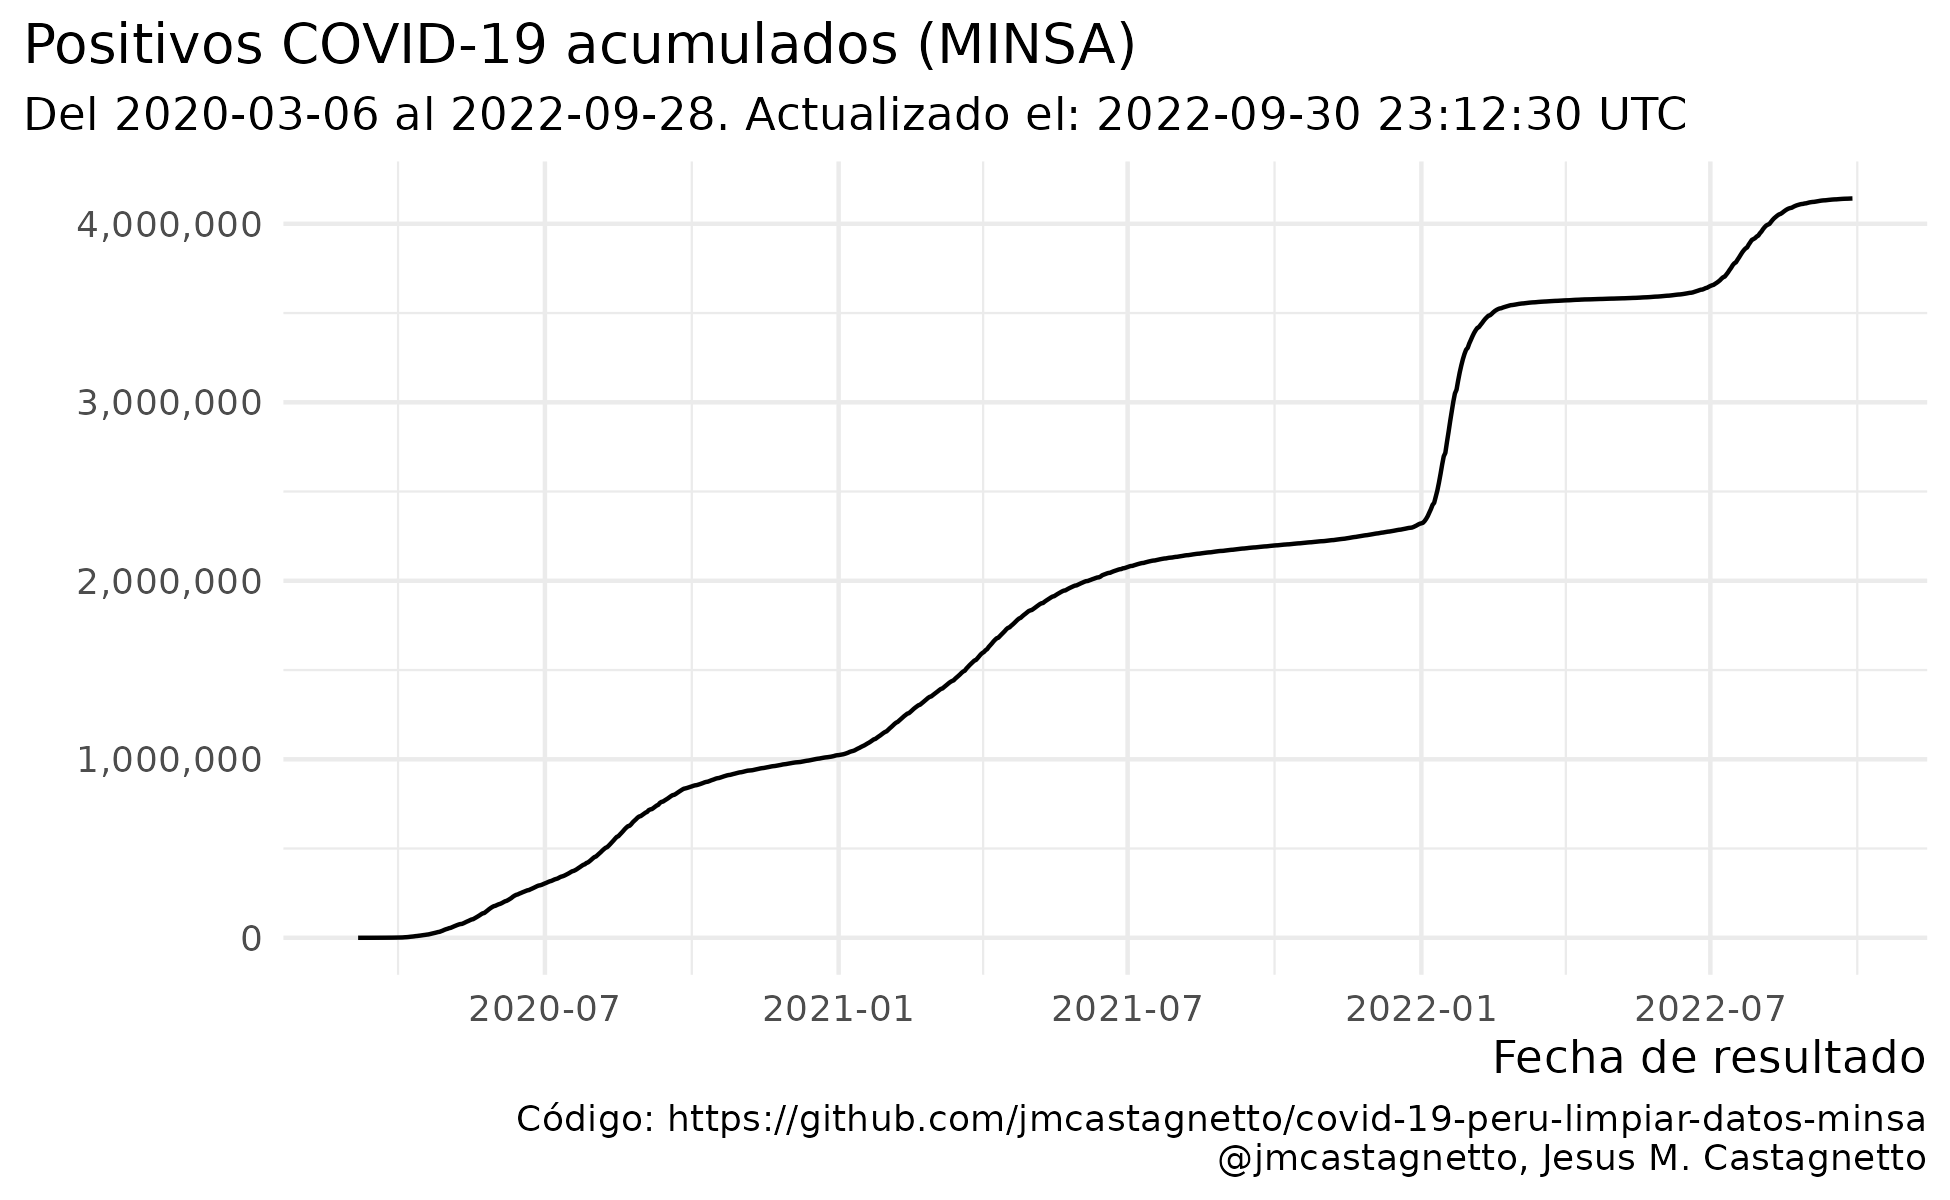 Positivos COVID-19 acumulados (MINSA)
Del 2020-03-06 al 2022-09-28. Actualizado el: 2022-09-30 23:12:30 UTC
4,000,000
3,000,000
2,000,000
1,000,000
0
2020-07 2021-01 2021-07 2022-01 2022-07
Fecha de resultado
Código: https://github.com/jmcastagnetto/covid-19-peru-limpiar-datos-minsa
@jmcastagnetto, Jesus M. Castagnetto